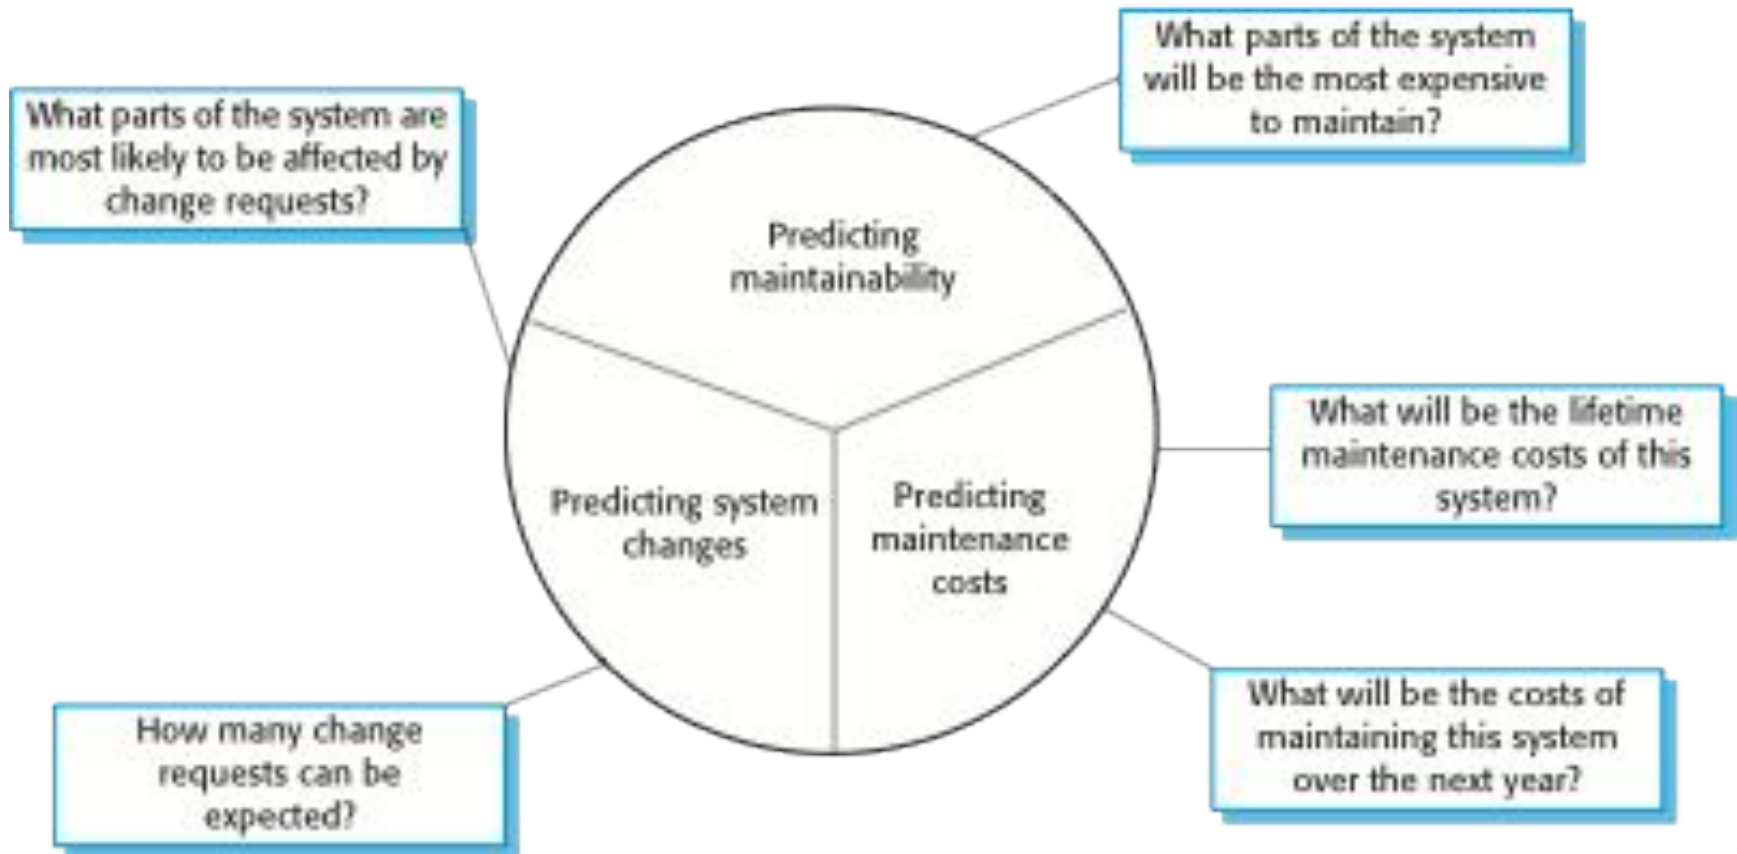 What parts of the system
will be the most expensive
to maintain?
What parts of the system are
most likely to be affected by
change requests?
Predicting
maintainability
What will be the lifetime
maintenance costs of this
system?
Predicting system
changes
Predicting
maintenance
costs
What will be the costs of
maintaining this system
over the next year?
How many change
requests can be
expected?